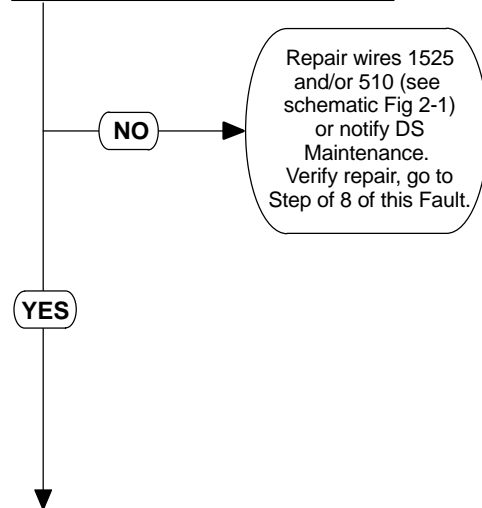 Repair wires 1525
and/or 510 (see
schematic Fig 2-1)
or notify DS
Maintenance.
Verify repair, go to
Step of 8 of this Fault.
NO
YES